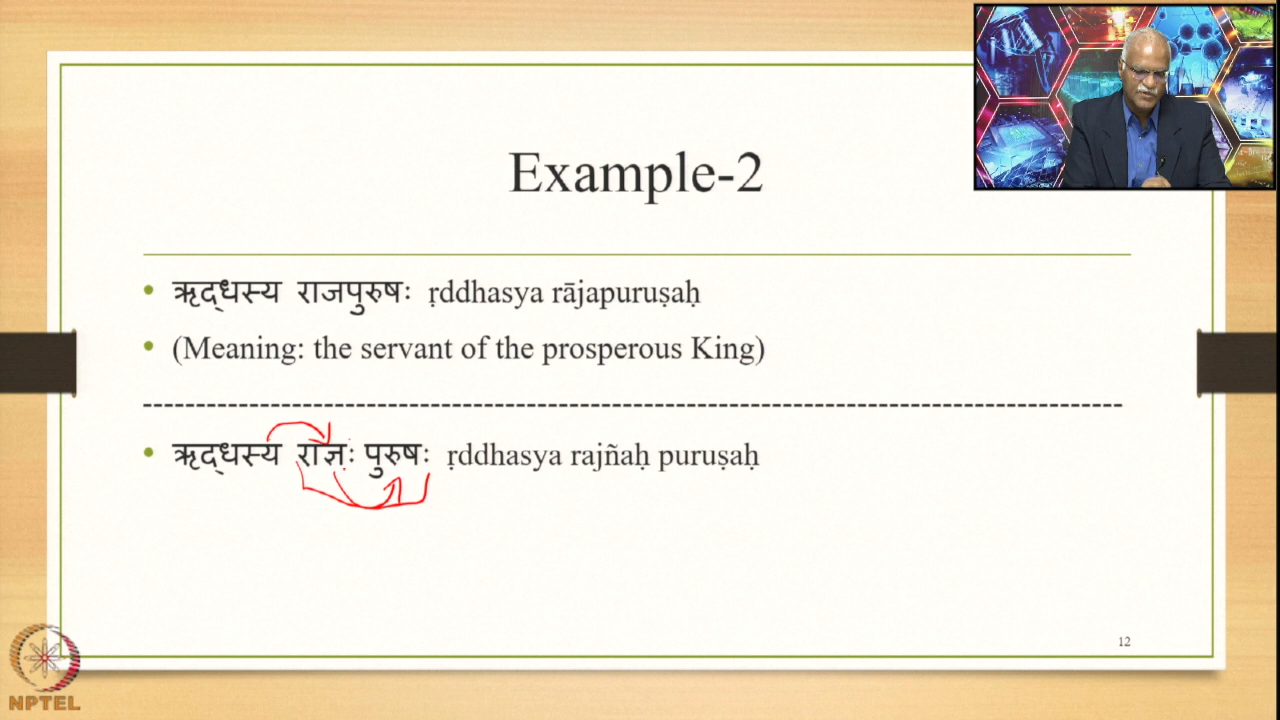 Example-2
• ऋद्धस्य राजपुरुषः ṛddhasya rājapuruṣaḥ
• (Meaning: the servant of the prosperous King)
--------------------------------------------------------------------------------------------
• ऋद्धस्य राज्ञः पुरुषः ṛddhasya rajñaḥ puruṣaḥ
12
NPTEL